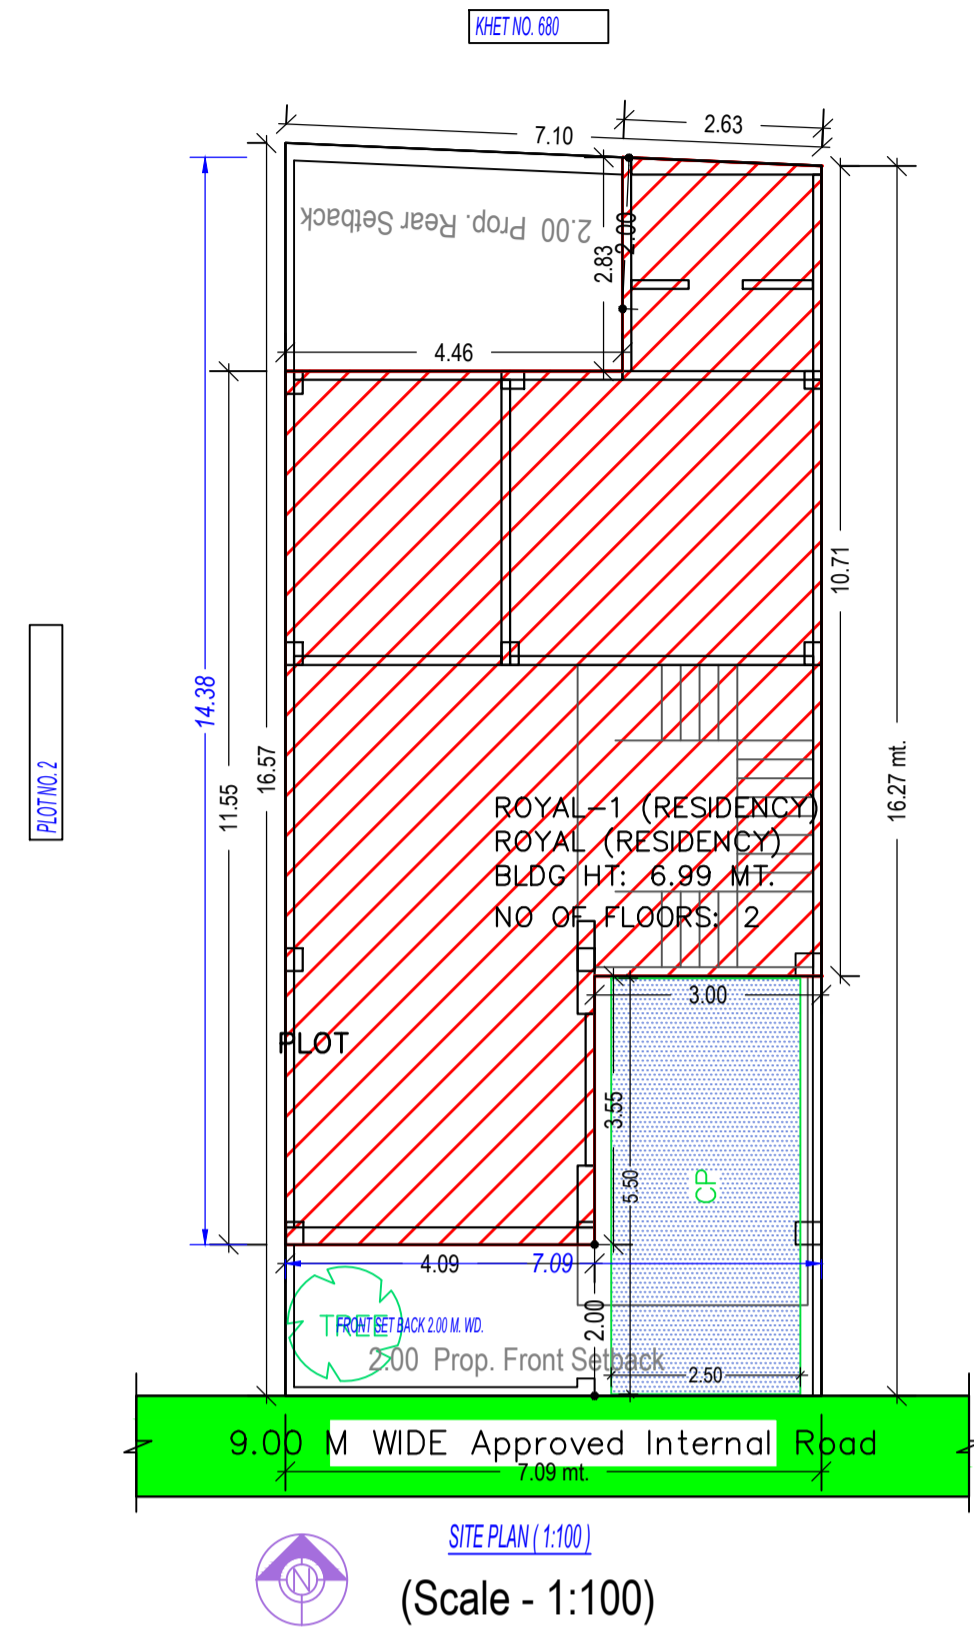 KHET NO. 680
2.63
7.10
2.00 Prop. Rear Setback
2.00
2.83
4.46
10.71
14.38
11.55
16.57
16.27 mt.
PLOT NO. 2
ROYAL-1 (RESIDENCY)
ROYAL (RESIDENCY)
BLDG HT: 6.99 MT.
NO OF FLOORS: 2
3.00
PLOT
3.55
5.50
CP
4.09
7.09
2.00
TREE
FRONT SET BACK 2.00 M. WD.
2.00 Prop. Front Setback
2.50
9.00 M WIDE Approved Internal Road
7.09 mt.
SITE PLAN ( 1:100 )
N
(Scale - 1:100)